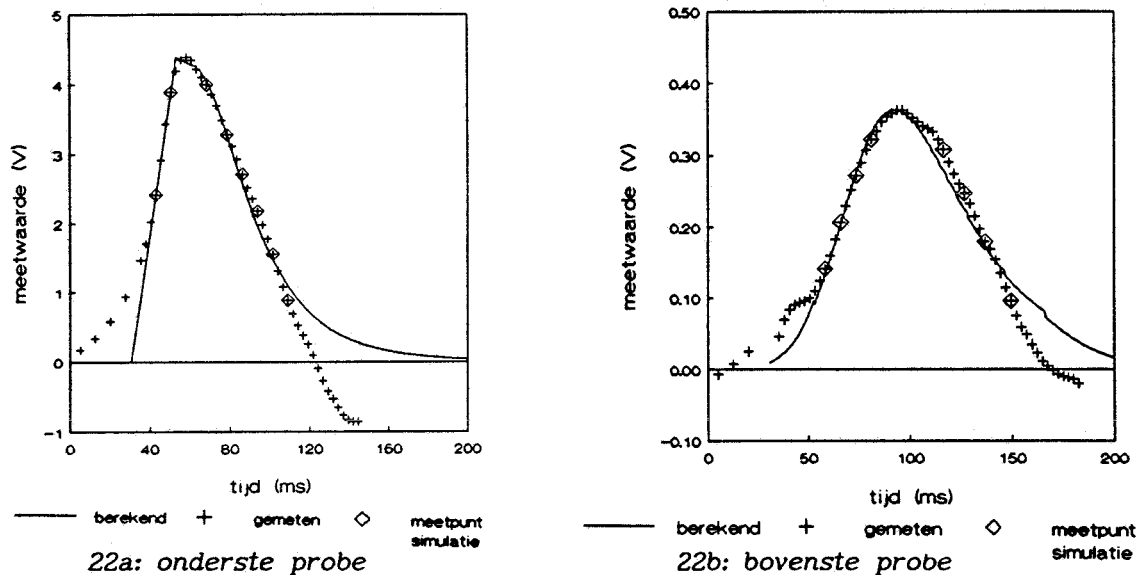 5
4
3
2
1
0
-1
meetwaarde (V)
0 40 80 120 160 200
tijd (ms)
berekend + gemeten ◇ meetpunt
simulatie
22a: onderste probe
0.50
0.40
0.30
0.20
0.10
0.00
-0.10
meetwaarde (V)
0 50 100 150 200
tijd (ms)
berekend + gemeten ◇ meetpunt
simulatie
22b: bovenste probe